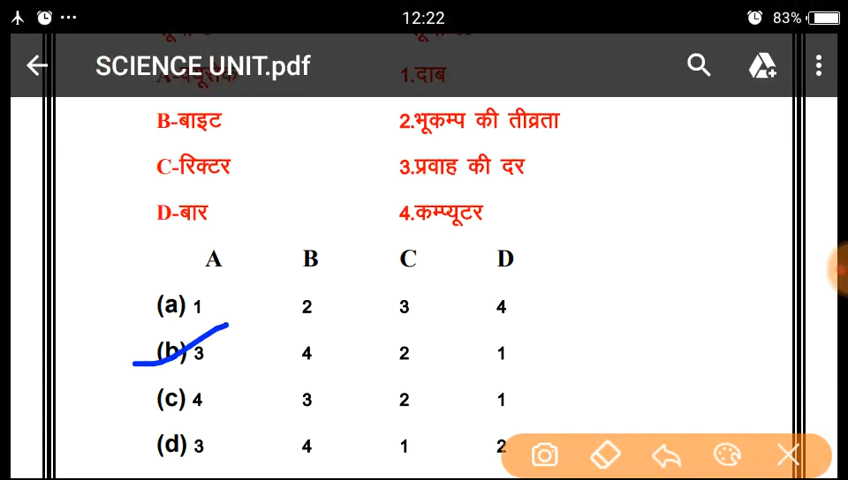 12:22
83%
SCIENCE UNIT.pdf
A-क्यूसेक 1.दाब
B-बाइट 2.भूकम्प की तीव्रता
C-रिक्टर 3.प्रवाह की दर
D-बार 4.कम्प्यूटर
A B C D
(a) 1 2 3 4
(b) 3 4 2 1
(c) 4 3 2 1
(d) 3 4 1 2